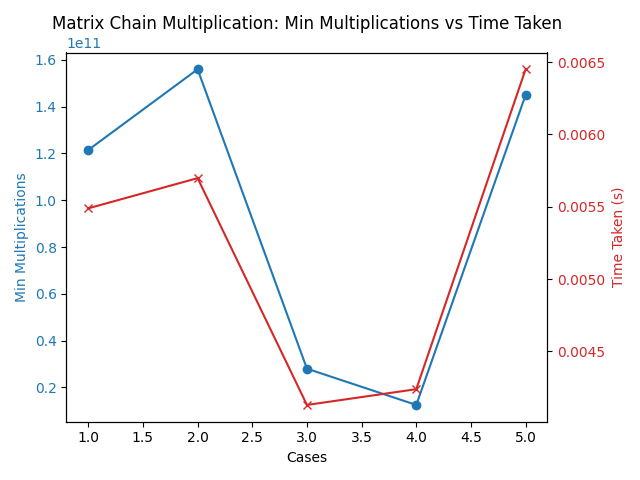 Matrix Chain Multiplication: Min Multiplications vs Time Taken
1e11
1.6
1.4
1.2
1.0
0.8
0.6
0.4
0.2
Min Multiplications
0.0065
0.0060
0.0055
0.0050
0.0045
Time Taken (s)
1.0 1.5 2.0 2.5 3.0 3.5 4.0 4.5 5.0
Cases